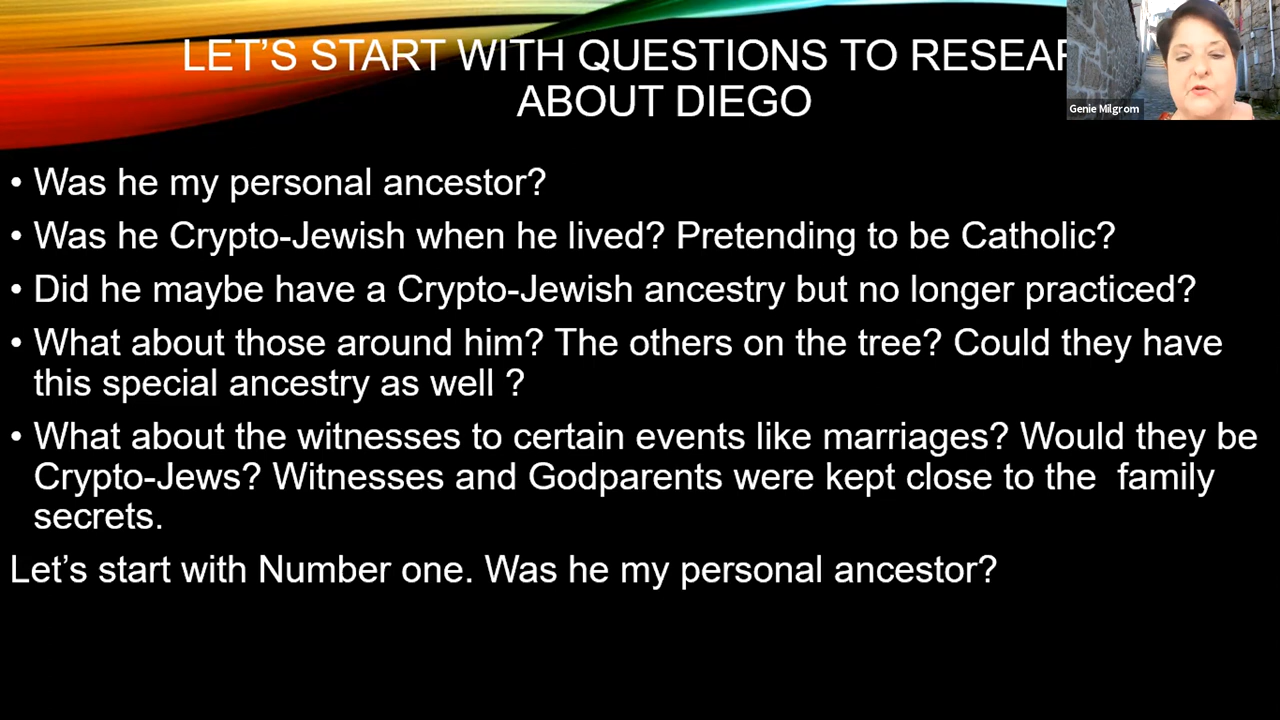 LET’S START WITH QUESTIONS TO RESEAR
ABOUT DIEGO
Genie Milgrom
• Was he my personal ancestor?
• Was he Crypto-Jewish when he lived? Pretending to be Catholic?
• Did he maybe have a Crypto-Jewish ancestry but no longer practiced?
• What about those around him? The others on the tree? Could they have
this special ancestry as well ?
• What about the witnesses to certain events like marriages? Would they be
Crypto-Jews? Witnesses and Godparents were kept close to the  family
secrets.
Let’s start with Number one. Was he my personal ancestor?